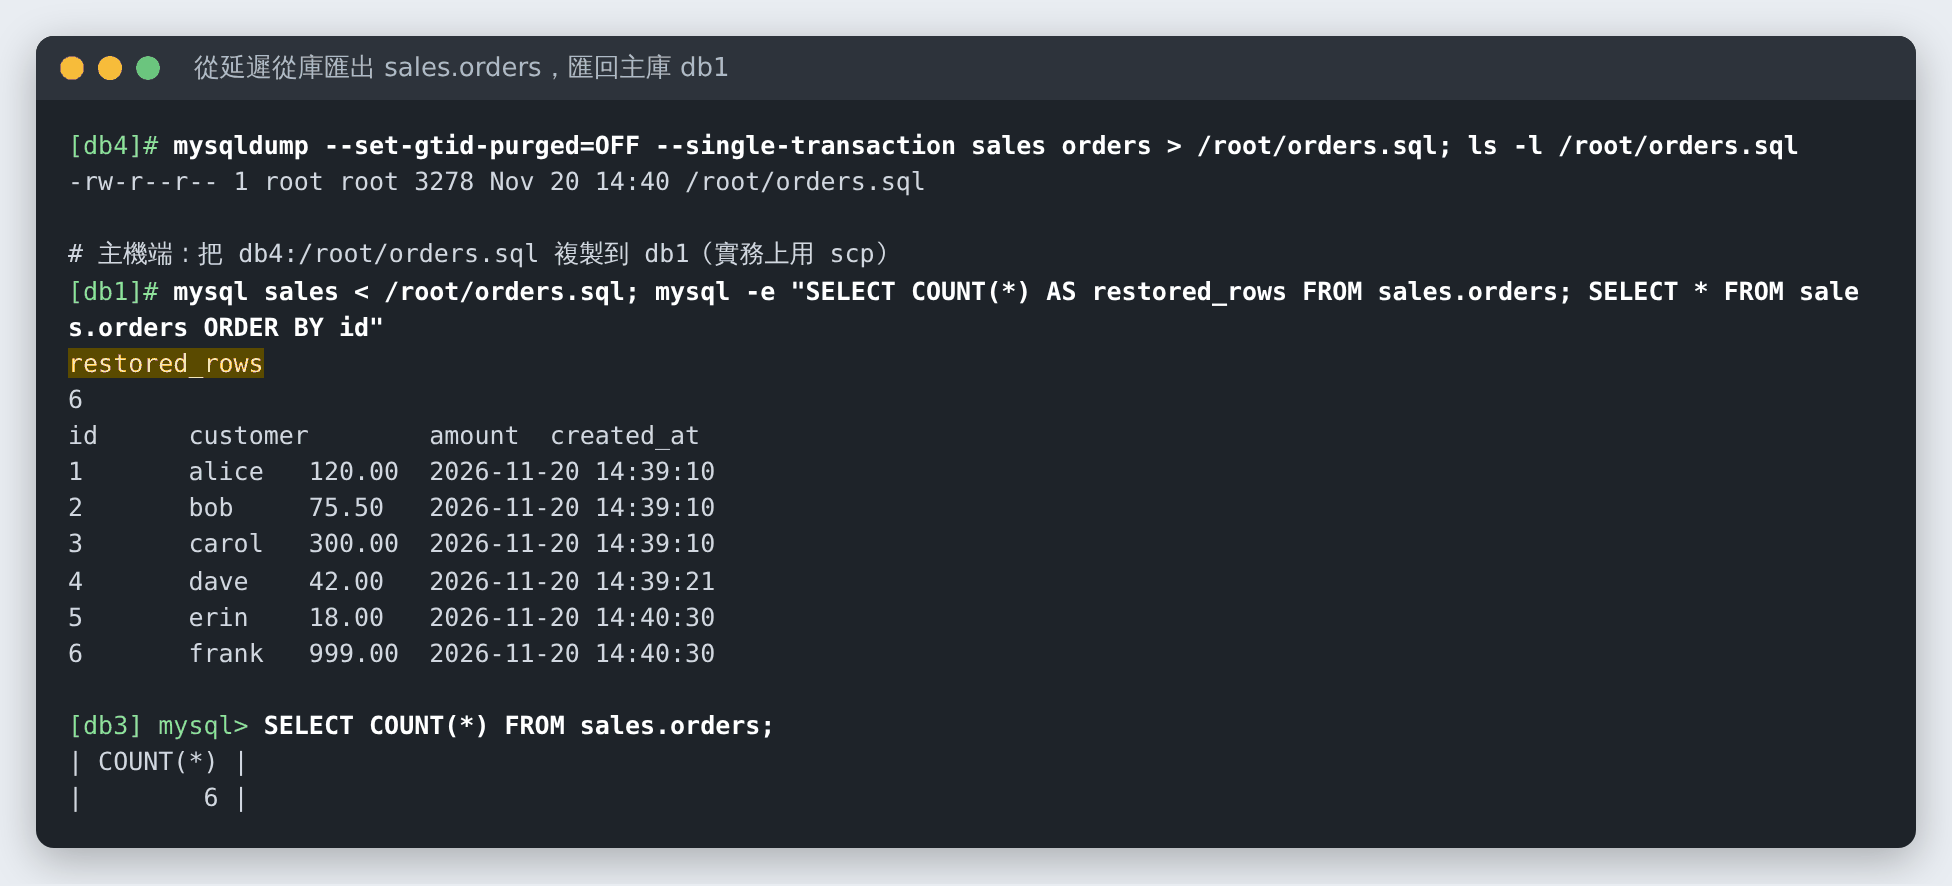 從延遲從庫匯出 sales.orders，匯回主庫 db1
[db4]# mysqldump --set-gtid-purged=OFF --single-transaction sales orders > /root/orders.sql; ls -l /root/orders.sql
-rw-r--r-- 1 root root 3278 Nov 20 14:40 /root/orders.sql
# 主機端：把 db4:/root/orders.sql 複製到 db1（實務上用 scp）
[db1]# mysql sales < /root/orders.sql; mysql -e "SELECT COUNT(*) AS restored_rows FROM sales.orders; SELECT * FROM sale
s.orders ORDER BY id"
restored_rows
6
id      customer        amount  created_at
1       alice   120.00  2026-11-20 14:39:10
2       bob     75.50   2026-11-20 14:39:10
3       carol   300.00  2026-11-20 14:39:10
4       dave    42.00   2026-11-20 14:39:21
5       erin    18.00   2026-11-20 14:40:30
6       frank   999.00  2026-11-20 14:40:30
[db3] mysql> SELECT COUNT(*) FROM sales.orders;
| COUNT(*) |
|        6 |